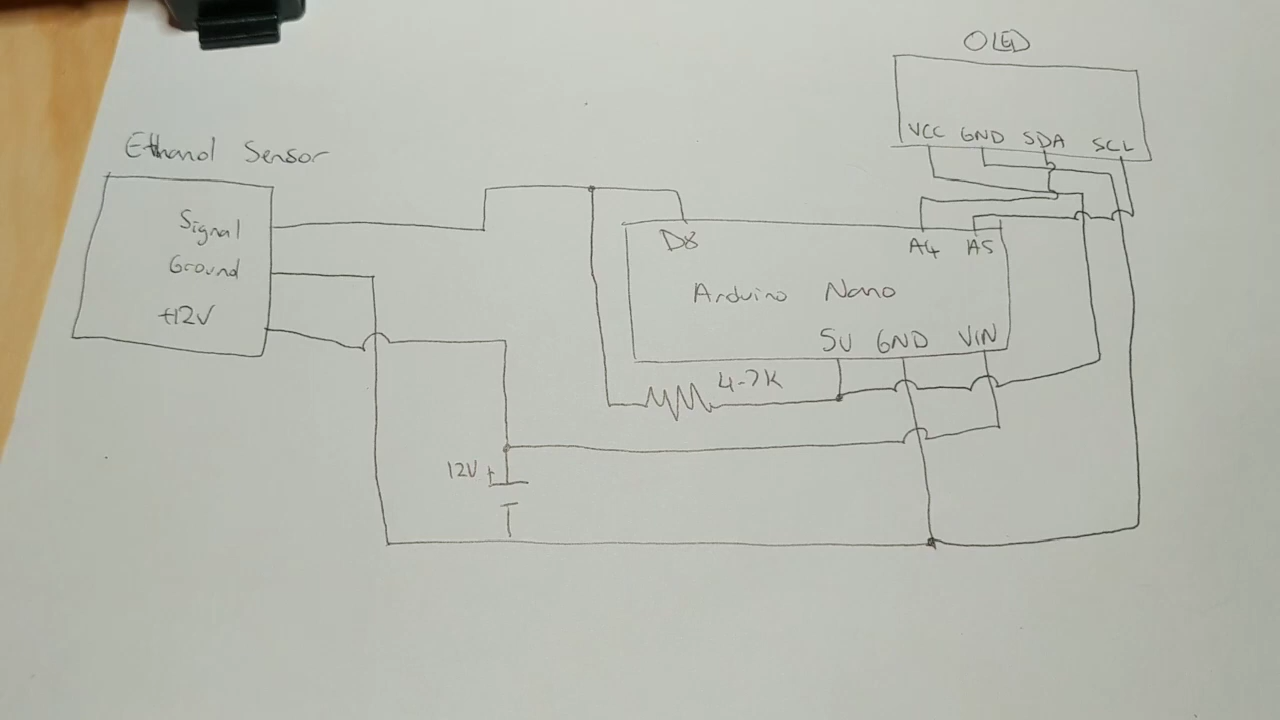 OLED
VCC GND SDA SCL
Ethanol Sensor
Signal
Ground
+12V
D8
A4 A5
Arduino Nano
5V GND VIN
4-7K
12V +